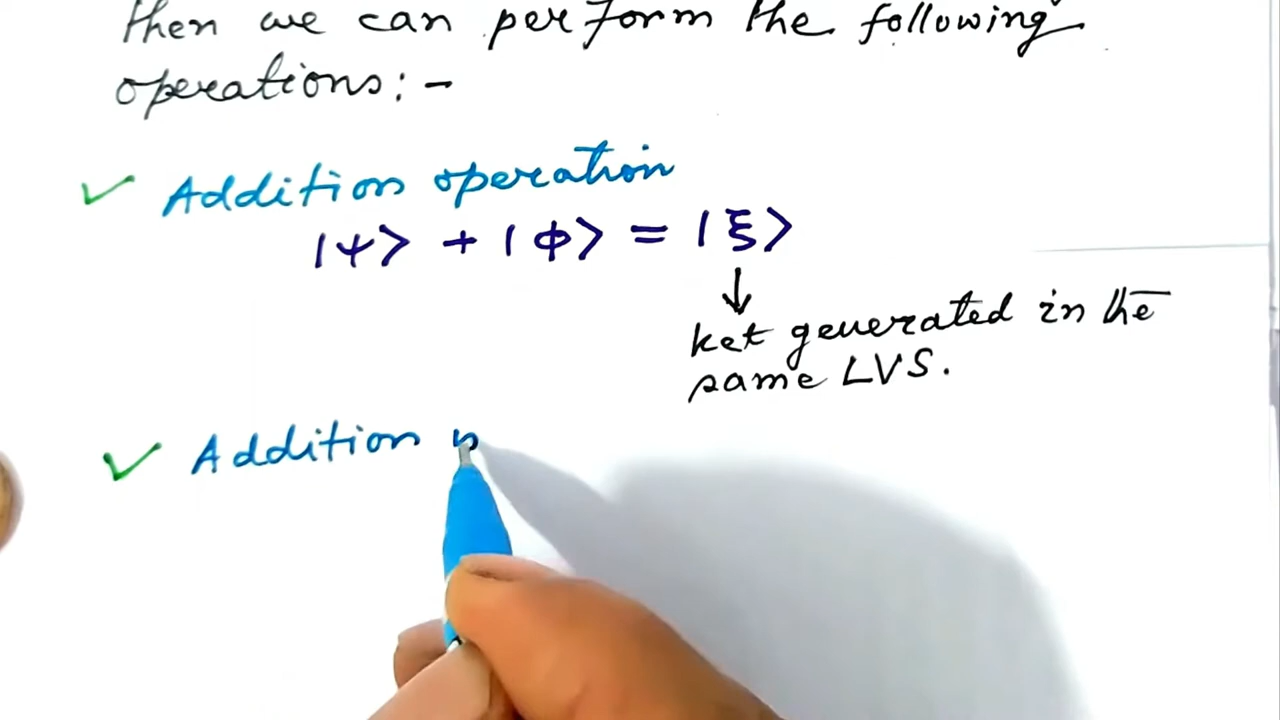 then we can perform the following
operations:-
✓ Addition operation
|ψ> + |ϕ> = |ξ>
↓
ket generated in the
same LVS.
✓ Addition